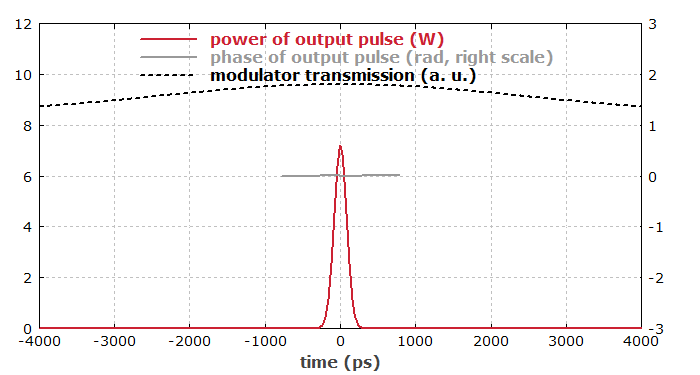 power of output pulse (W)
phase of output pulse (rad, right scale)
modulator transmission (a. u.)
12 3
10 2
8 1
6 0
4 -1
2 -2
0 -3
-4000 -3000 -2000 -1000 0 1000 2000 3000 4000
time (ps)